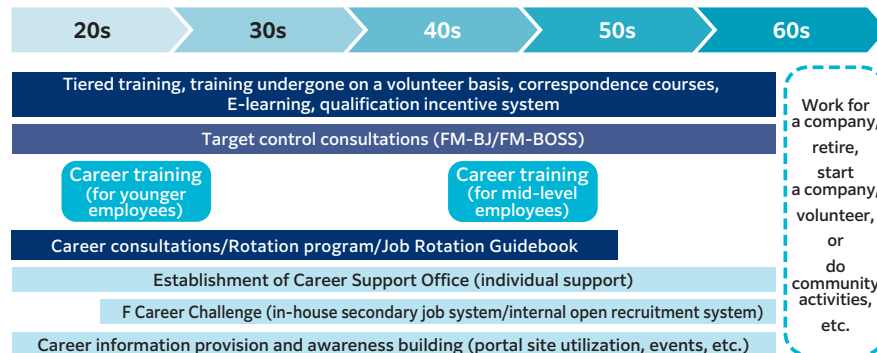 20s
30s
40s
50s
60s
Tiered training, training undergone on a volunteer basis, correspondence courses,
E-learning, qualification incentive system
Target control consultations (FM-BJ/FM-BOSS)
Career training
(for younger
employees)
Career training
(for mid-level
employees)
Career consultations/Rotation program/Job Rotation Guidebook
Establishment of Career Support Office (individual support)
F Career Challenge (in-house secondary job system/internal open recruitment system)
Career information provision and awareness building (portal site utilization, events, etc.)
Work for
a company,
retire,
start
a company,
volunteer,
or
do
community
activities,
etc.